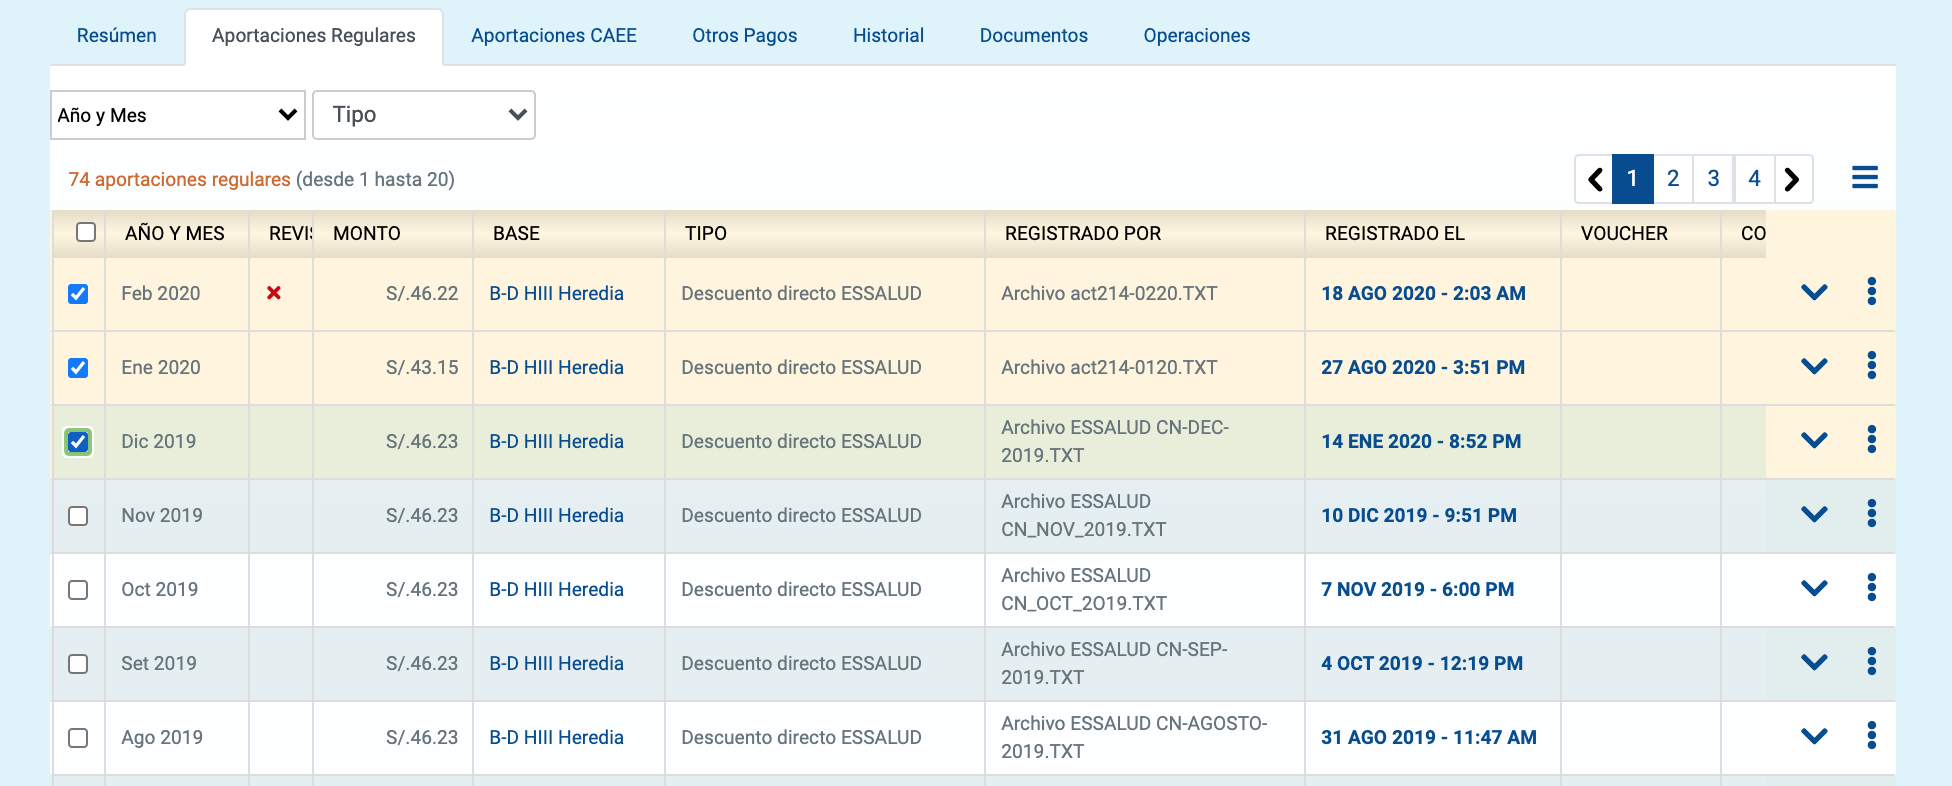 Resúmen Aportaciones Regulares Aportaciones CAEE Otros Pagos Historial Documentos Operaciones
Año y Mes Tipo
74 aportaciones regulares (desde 1 hasta 20) 1 2 3 4
AÑO Y MES REVIS MONTO BASE TIPO REGISTRADO POR REGISTRADO EL VOUCHER CO
Feb 2020 S/.46.22 B-D HIII Heredia Descuento directo ESSALUD Archivo act214-0220.TXT 18 AGO 2020 - 2:03 AM
Ene 2020 S/.43.15 B-D HIII Heredia Descuento directo ESSALUD Archivo act214-0120.TXT 27 AGO 2020 - 3:51 PM
Dic 2019 S/.46.23 B-D HIII Heredia Descuento directo ESSALUD Archivo ESSALUD CN-DEC-
2019.TXT 14 ENE 2020 - 8:52 PM
Nov 2019 S/.46.23 B-D HIII Heredia Descuento directo ESSALUD Archivo ESSALUD
CN_NOV_2019.TXT 10 DIC 2019 - 9:51 PM
Oct 2019 S/.46.23 B-D HIII Heredia Descuento directo ESSALUD Archivo ESSALUD
CN_OCT_2O19.TXT 7 NOV 2019 - 6:00 PM
Set 2019 S/.46.23 B-D HIII Heredia Descuento directo ESSALUD Archivo ESSALUD CN-SEP-
2019.TXT 4 OCT 2019 - 12:19 PM
Ago 2019 S/.46.23 B-D HIII Heredia Descuento directo ESSALUD Archivo ESSALUD CN-AGOSTO-
2019.TXT 31 AGO 2019 - 11:47 AM